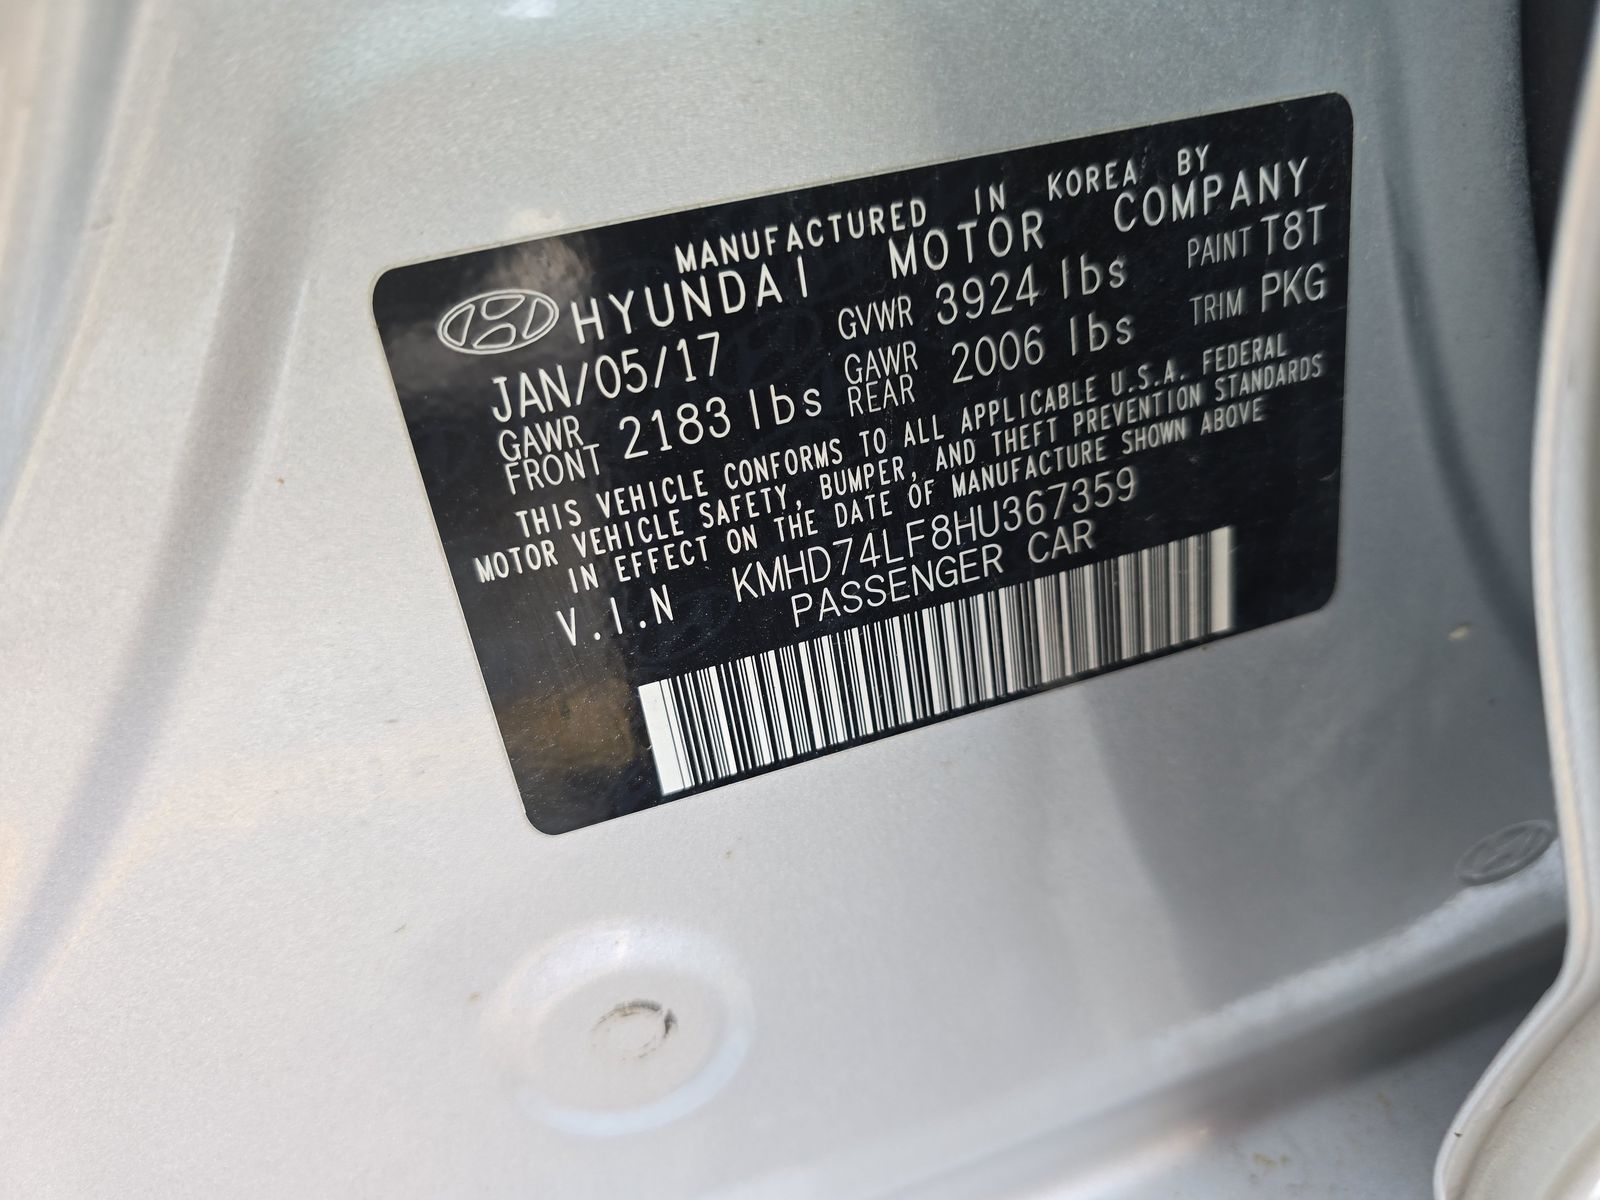 MANUFACTURED IN KOREA BY
HYUNDAI MOTOR COMPANY
JAN/05/17 GVWR 3924 lbs PAINT T8T
GAWR FRONT 2183 lbs GAWR REAR 2006 lbs TRIM PKG
THIS VEHICLE CONFORMS TO ALL APPLICABLE U.S.A. FEDERAL
MOTOR VEHICLE SAFETY, BUMPER, AND THEFT PREVENTION STANDARDS
IN EFFECT ON THE DATE OF MANUFACTURE SHOWN ABOVE
V.I.N KMHD74LF8HU367359
PASSENGER CAR